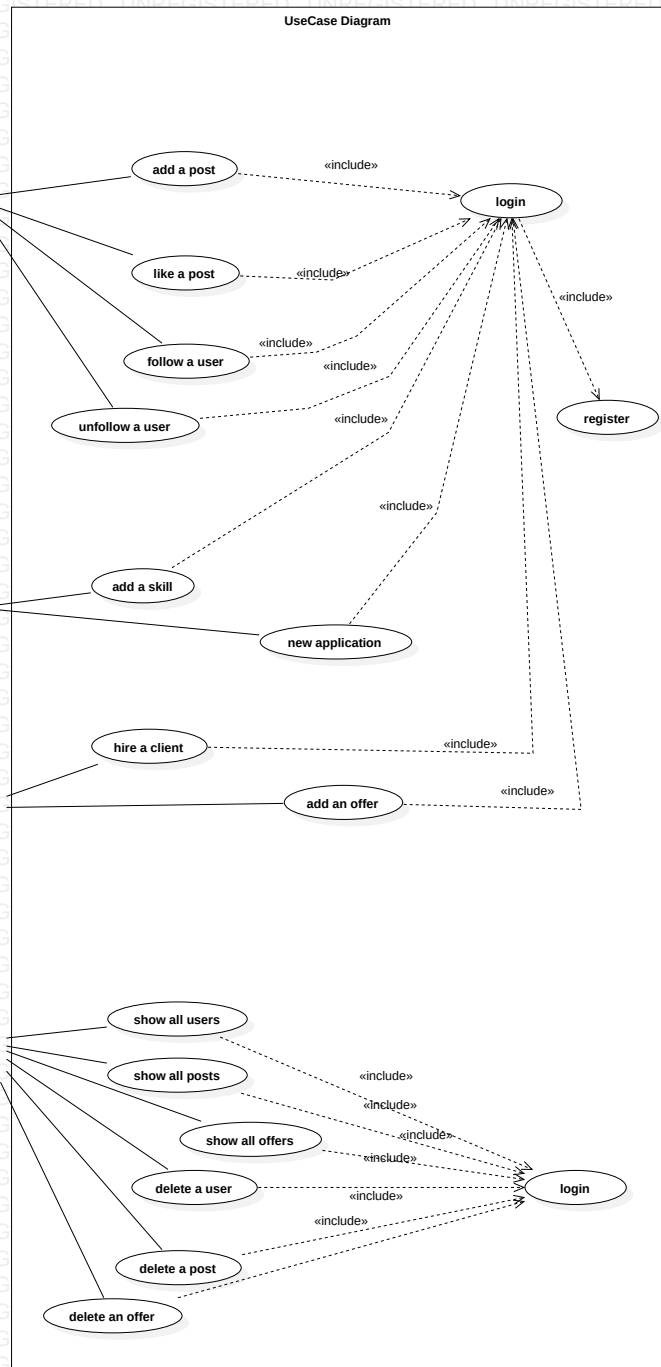 UNREGISTERED UNREGISTERED
UseCase Diagram
add a post
«include»
login
like a post
«include»
«include»
follow a user
«include»
«include»
unfollow a user
«include»
register
«include»
add a skill
new application
hire a client
«include»
add an offer
«include»
show all users
show all posts
«include»
«include»
show all offers
«include»
«include»
delete a user
«include»
login
«include»
delete a post
delete an offer